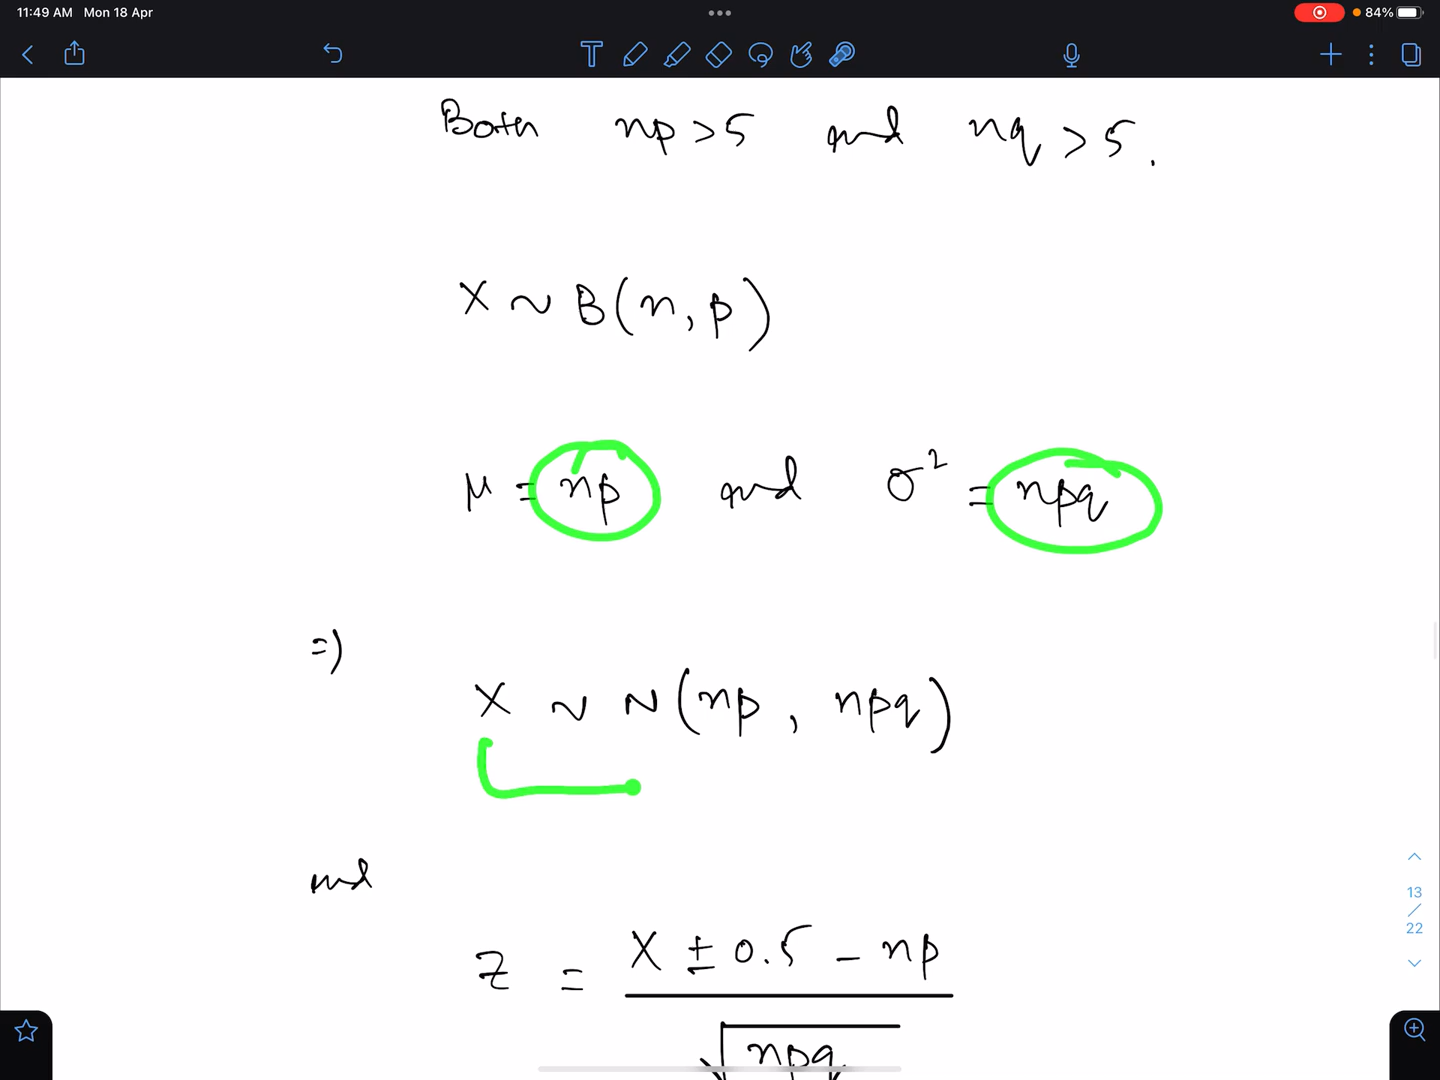 11:49 AM Mon 18 Apr 84%
T
Both np > 5 and nq > 5.
X ~ B(n, p)
μ = np and σ² = npq
=)
X ~ N(np, npq)
and
Z = X ± 0.5 - np
√npq
13
/
22